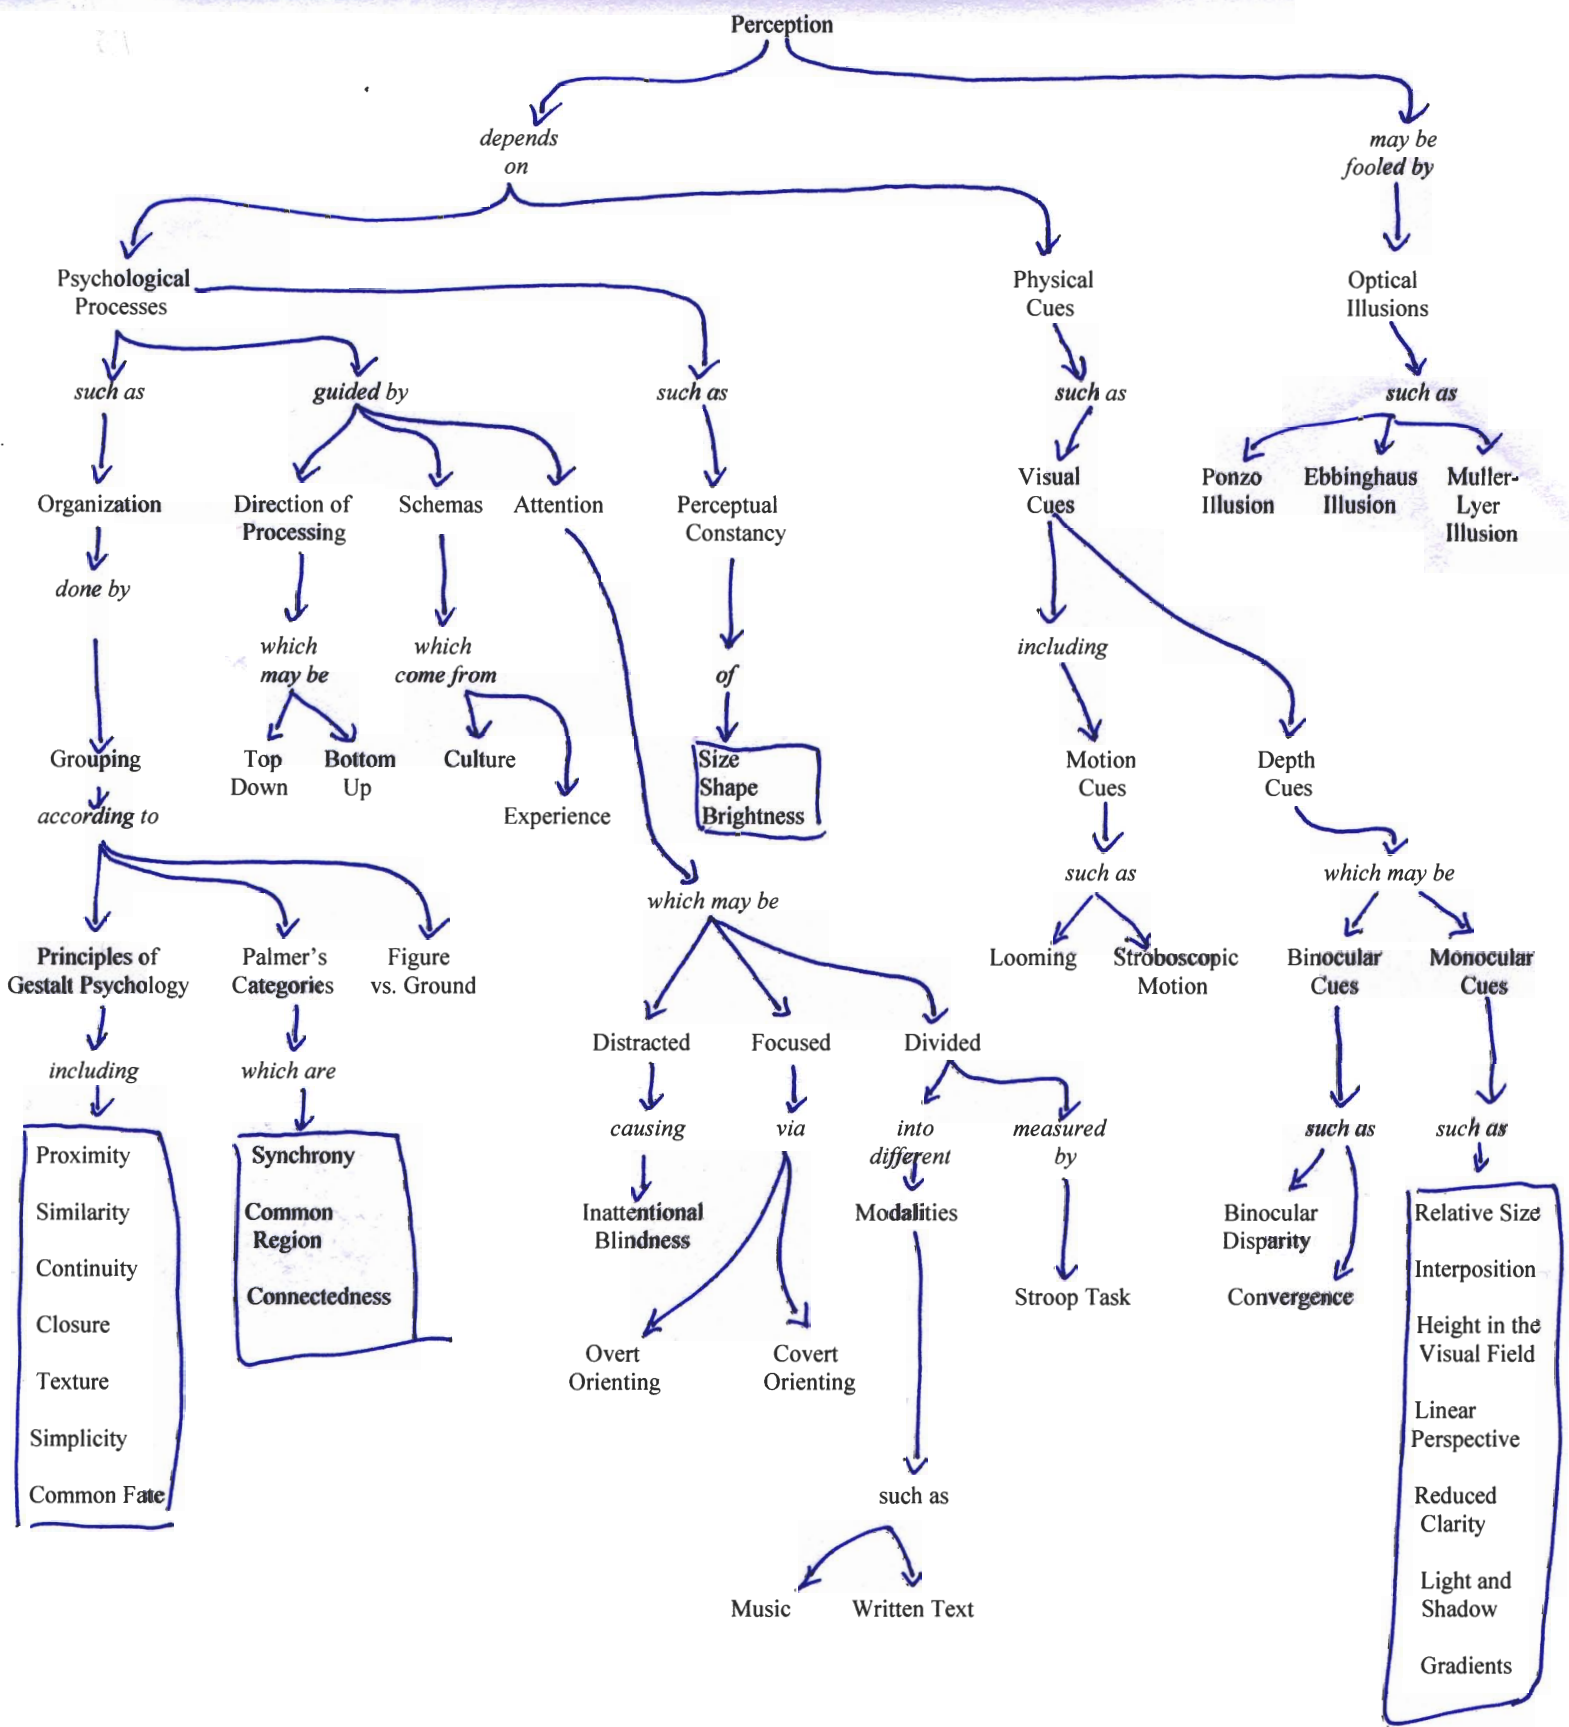 Perception
depends
on
may be
fooled by
Psychological
Processes
Physical
Cues
Optical
Illusions
such as
guided by
such as
such as
such as
Organization
Direction of
Processing
Schemas
Attention
Perceptual
Constancy
Visual
Cues
Ponzo
Illusion
Ebbinghaus
Illusion
Muller-
Lyer
Illusion
done by
which
may be
which
come from
of
including
Grouping
Top
Down
Bottom
Up
Culture
Experience
Size
Shape
Brightness
Motion
Cues
Depth
Cues
according to
which may be
such as
which may be
Principles of
Gestalt Psychology
Palmer's
Categories
Figure
vs. Ground
Looming
Stroboscopic
Motion
Binocular
Cues
Monocular
Cues
Distracted
Focused
Divided
including
which are
causing
via
into
different
measured
by
such as
such as
Proximity
Similarity
Continuity
Closure
Texture
Simplicity
Common Fate
Synchrony
Common
Region
Connectedness
Inattentional
Blindness
Modalities
Stroop Task
Binocular
Disparity
Convergence
Overt
Orienting
Covert
Orienting
Relative Size
Interposition
Height in the
Visual Field
Linear
Perspective
Reduced
Clarity
Light and
Shadow
Gradients
such as
Music
Written Text